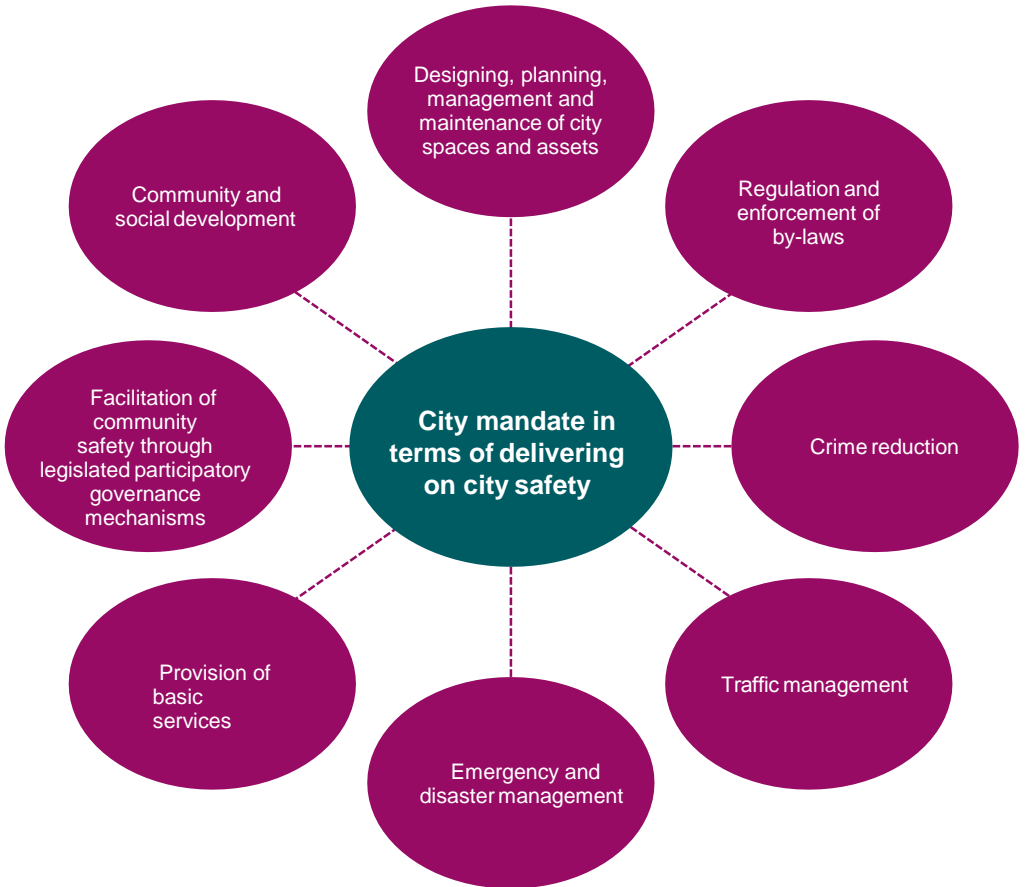 Designing, planning,
management and
maintenance of city
spaces and assets
Regulation and
enforcement of
by-laws
Crime reduction
Traffic management
Emergency and
disaster management
Provision of
basic
services
Facilitation of
community
safety through
legislated participatory
governance
mechanisms
Community and
social development
City mandate in
terms of delivering
on city safety